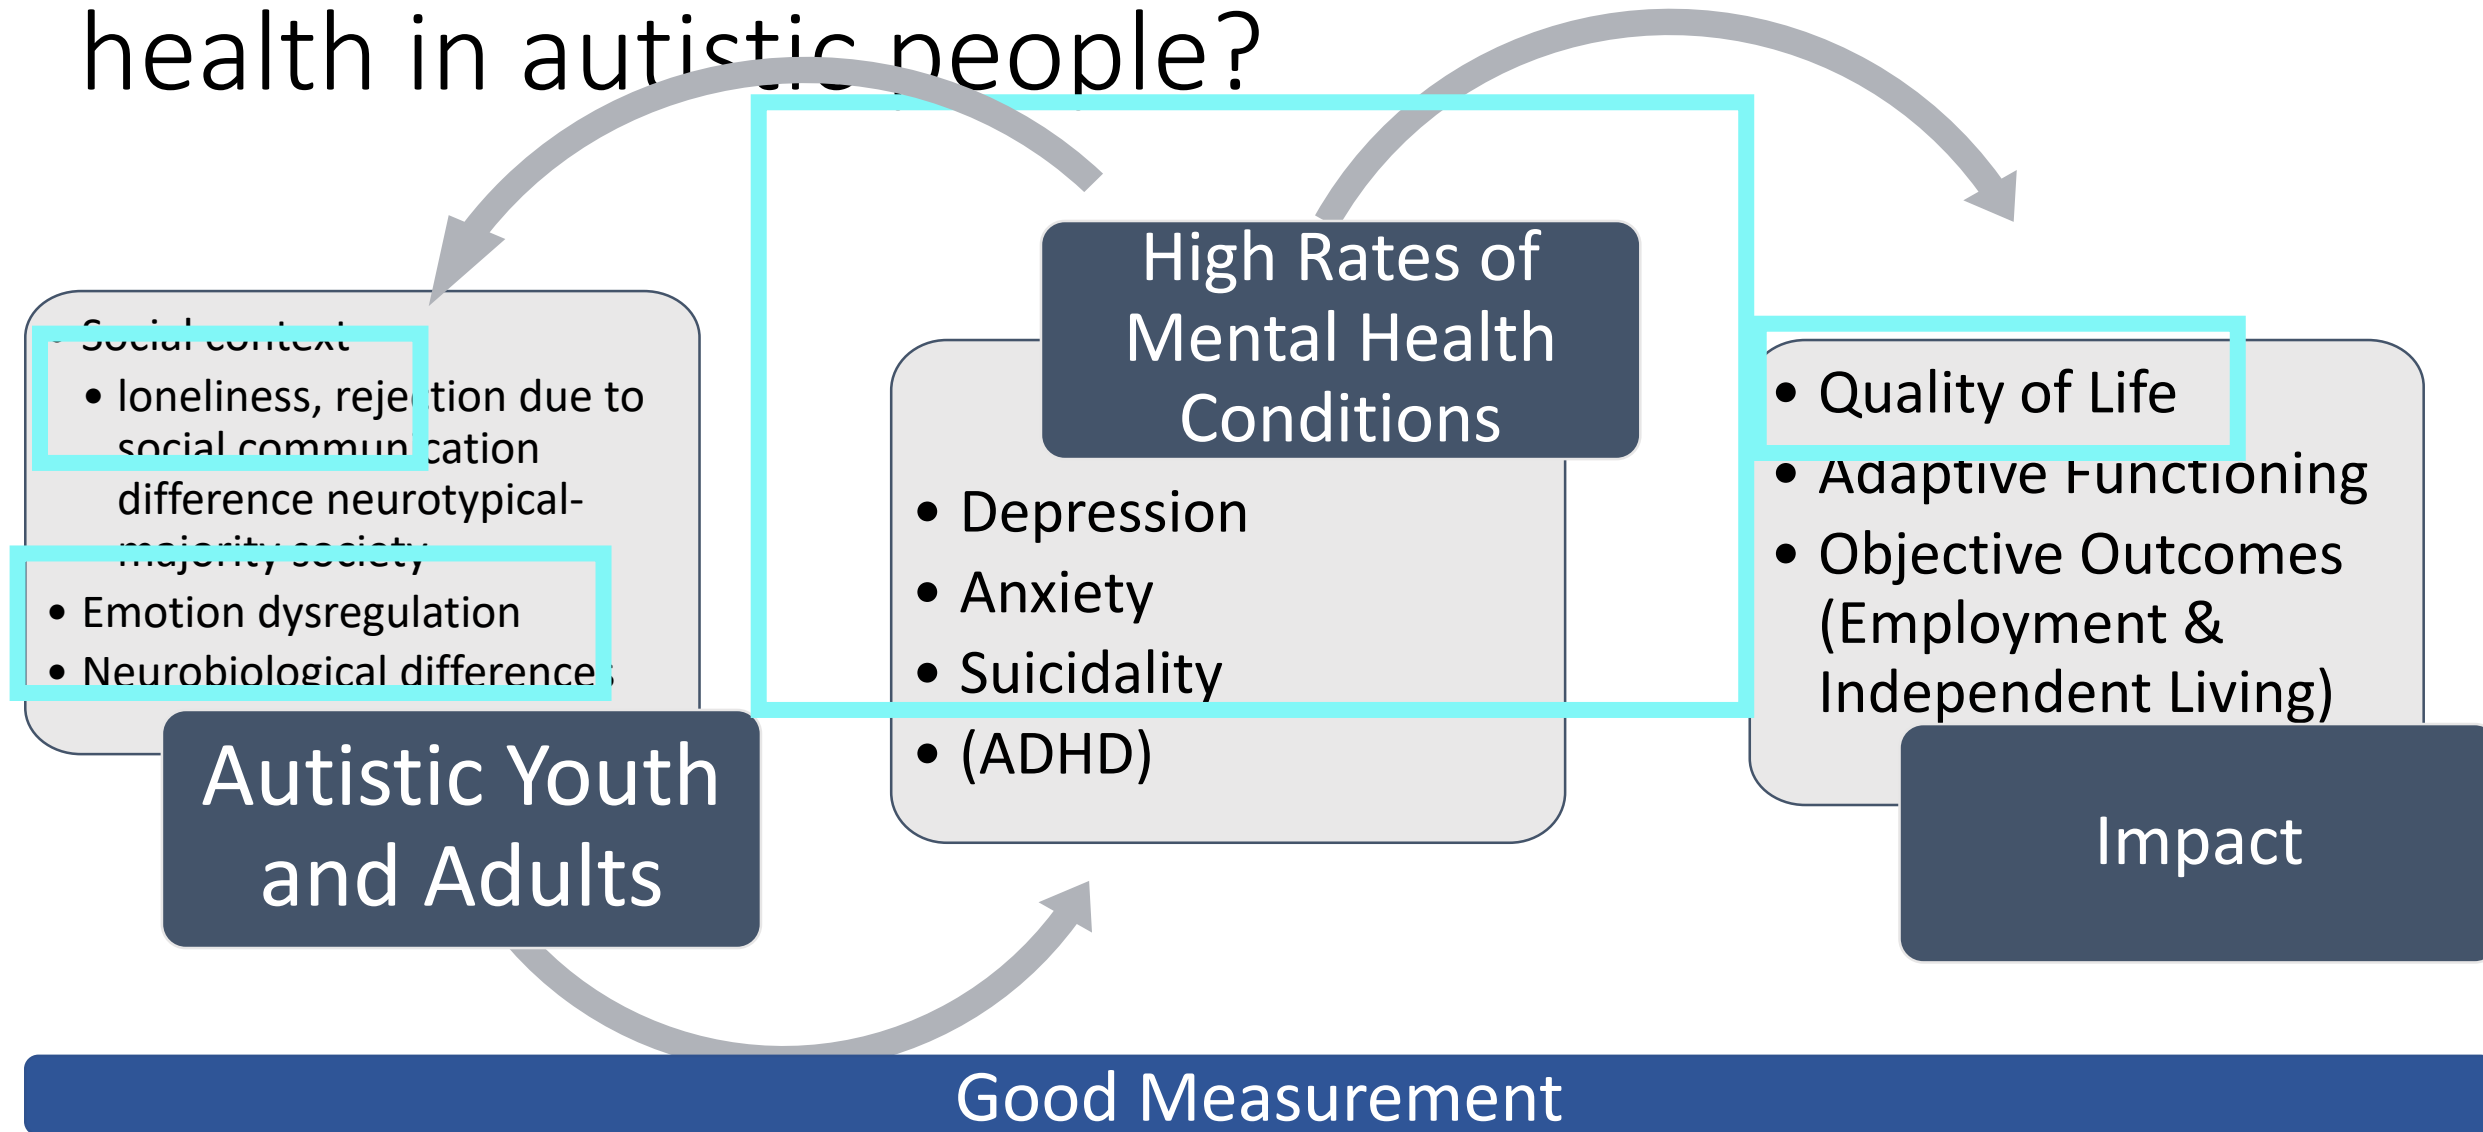 health in autistic people?
• Social context
• loneliness, rejection due to
social communication
difference neurotypical-
majority society
• Emotion dysregulation
• Neurobiological differences
Autistic Youth
and Adults
High Rates of
Mental Health
Conditions
• Depression
• Anxiety
• Suicidality
• (ADHD)
• Quality of Life
• Adaptive Functioning
• Objective Outcomes
(Employment &
Independent Living)
Impact
Good Measurement